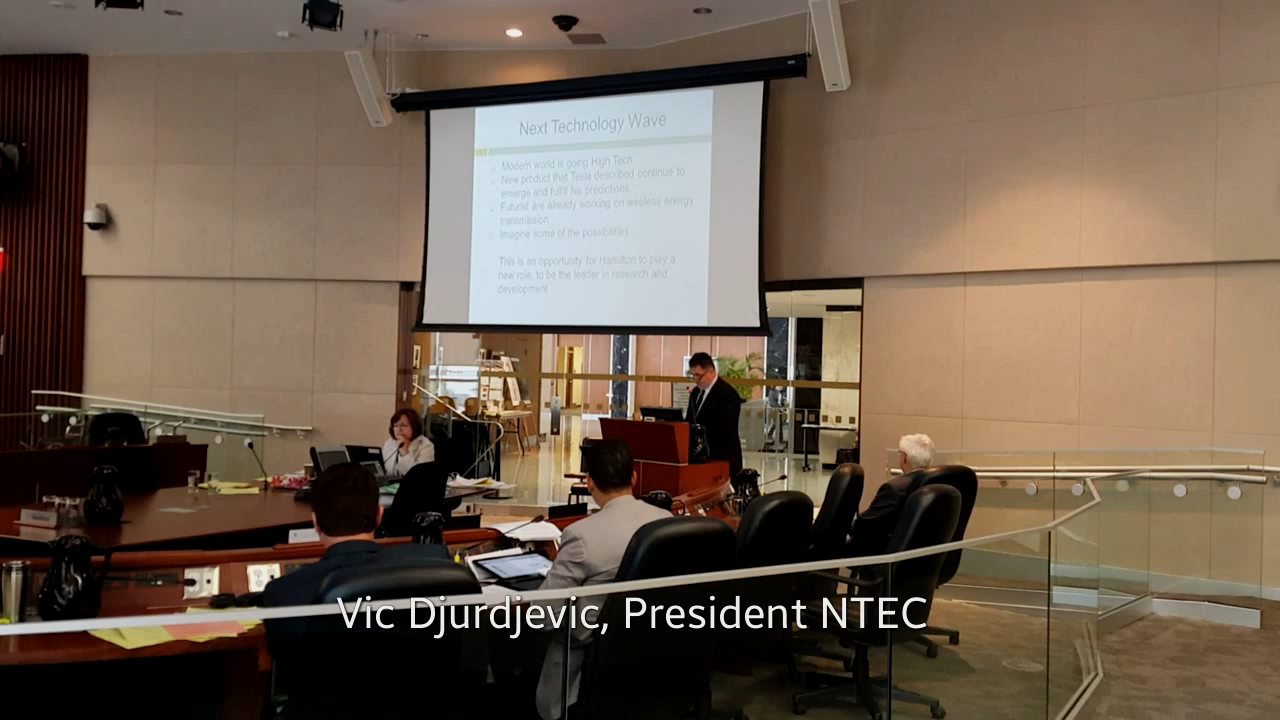 Next Technology Wave
Modern world is going High Tech
New product that Tesla described continue to
emerge and fulfill his predictions.
Futurist are already working on wireless energy
transmission
Imagine some of the possibilities ..
This is an opportunity for Hamilton to play a
new role, to be the leader in research and
development
Vic Djurdjevic, President NTEC